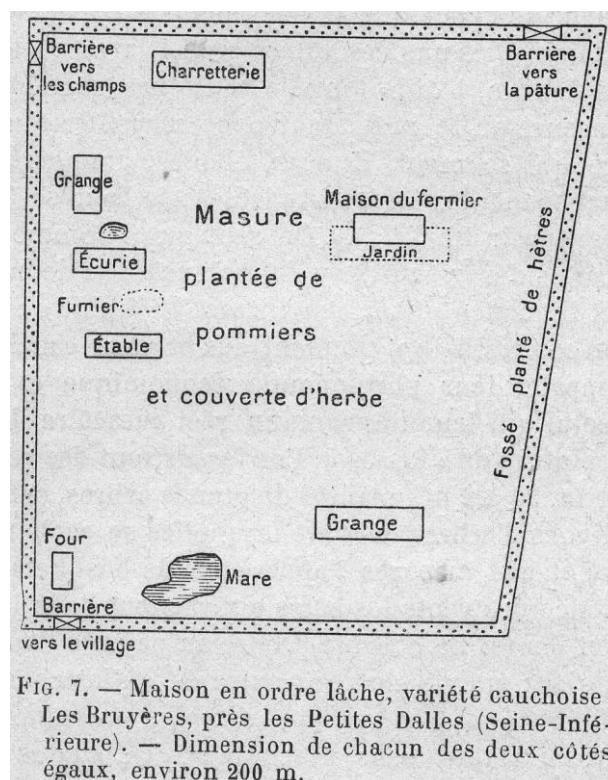 Barrière
vers
les champs
Charretterie
Barrière
vers
la pâture
Grange
Masure
Maison du fermier
Jardin
Écurie
plantée de
Fumier
pommiers
Étable
et couverte d'herbe
Fossé planté de hêtres
Grange
Four
Mare
Barrière
vers le village
FIG. 7. — Maison en ordre lâche, variété cauchoise
Les Bruyères, près les Petites Dalles (Seine-Infé-
rieure). — Dimension de chacun des deux côtés
égaux, environ 200 m.